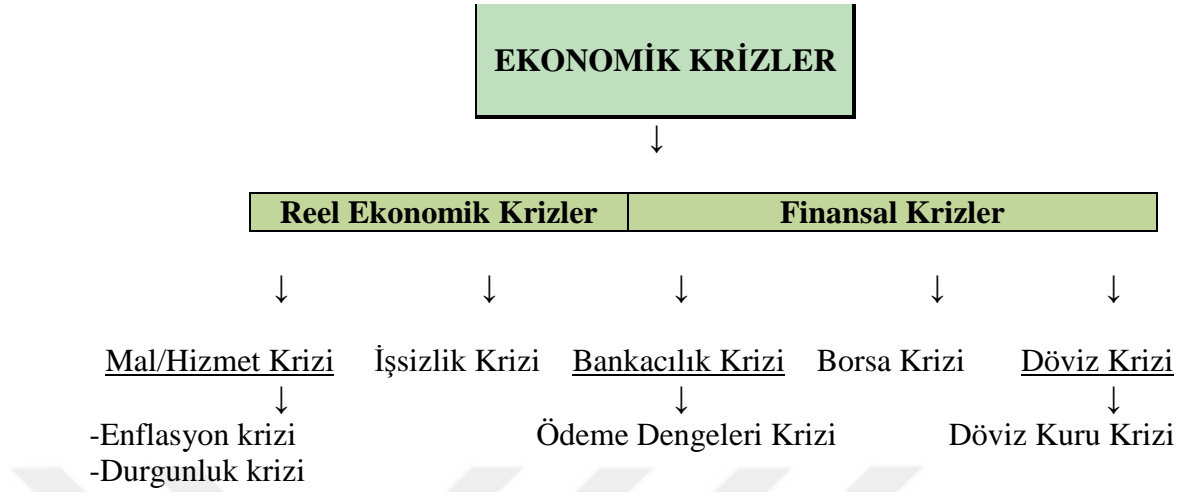 EKONOMİK KRİZLER
↓
Reel Ekonomik Krizler Finansal Krizler
↓ ↓ ↓ ↓ ↓
Mal/Hizmet Krizi İşsizlik Krizi Bankacılık Krizi Borsa Krizi Döviz Krizi
↓ ↓ ↓
-Enflasyon krizi Ödeme Dengeleri Krizi Döviz Kuru Krizi
-Durgunluk krizi